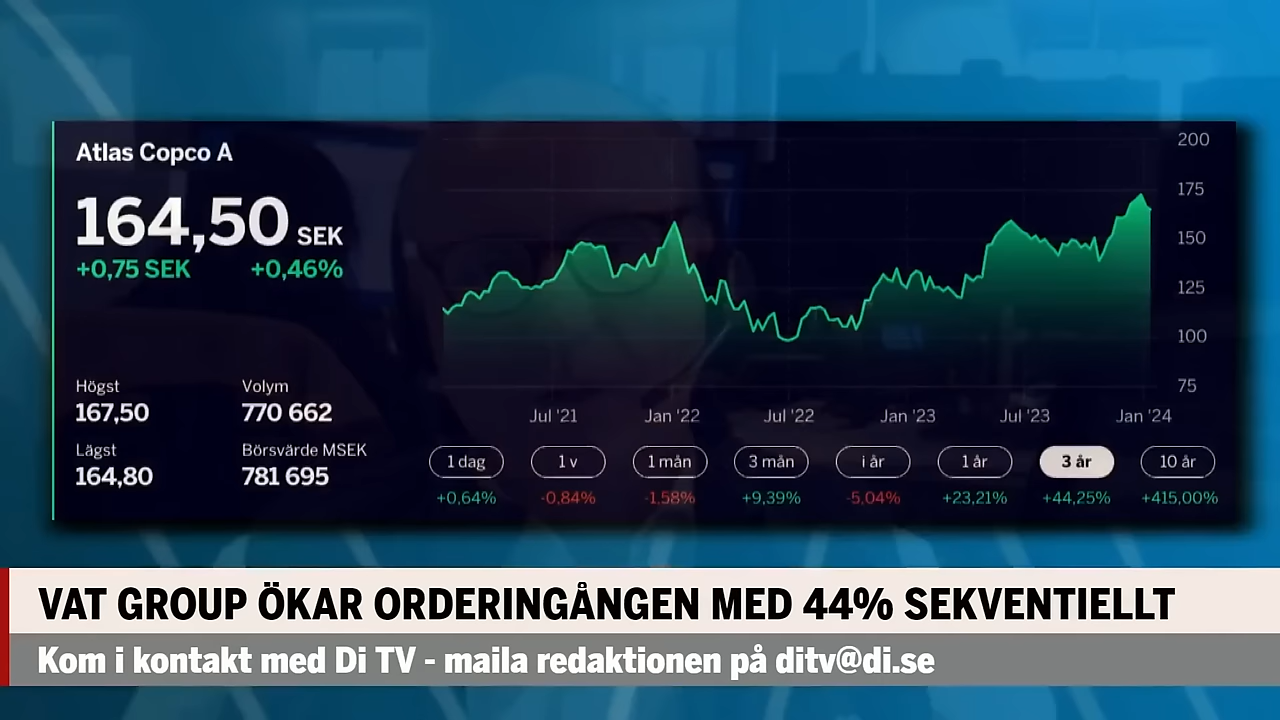 Atlas Copco A
164,50 SEK
+0,75 SEK +0,46%
Högst Volym
167,50 770 662
Lägst Börsvärde MSEK
164,80 781 695
200
175
150
125
100
75
Jul '21 Jan '22 Jul '22 Jan '23 Jul '23 Jan '24
1 dag 1 v 1 mån 3 mån i år 1 år 3 år 10 år
+0,64% -0,84% -1,58% +9,39% -5,04% +23,21% +44,25% +415,00%
VAT GROUP ÖKAR ORDERINGÅNGEN MED 44% SEKVENTIELLT
Kom i kontakt med Di TV - maila redaktionen på ditv@di.se